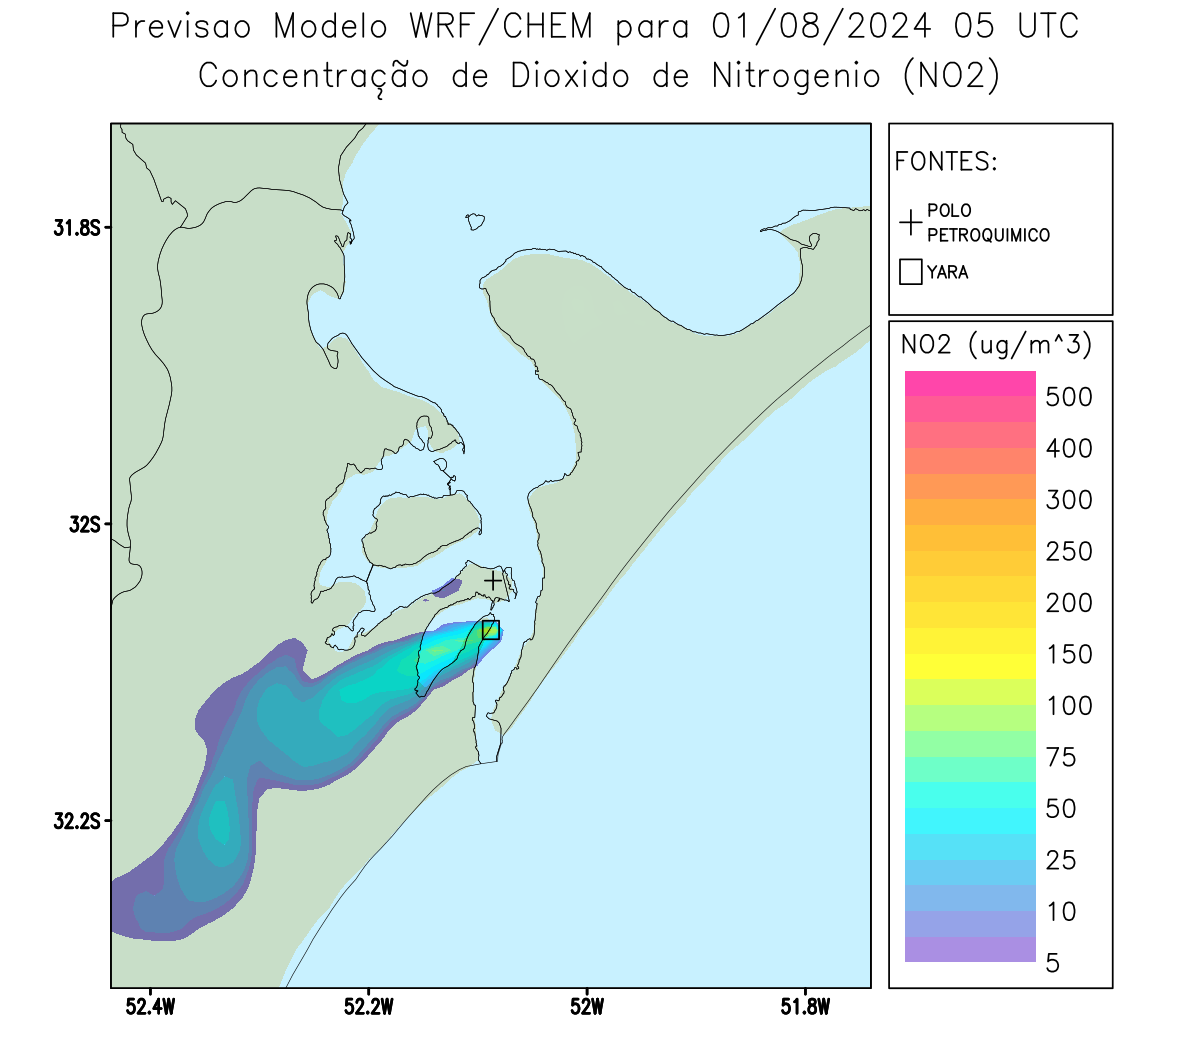 Previsao Modelo WRF/CHEM para 01/08/2024 05 UTC
Concentração de Dioxido de Nitrogenio (NO2)
FONTES:
POLO
PETROQUIMICO
YARA
NO2 (ug/m^3)
500
400
300
250
200
150
100
75
50
25
10
5
31.8S
32S
32.2S
52.4W
52.2W
52W
51.8W